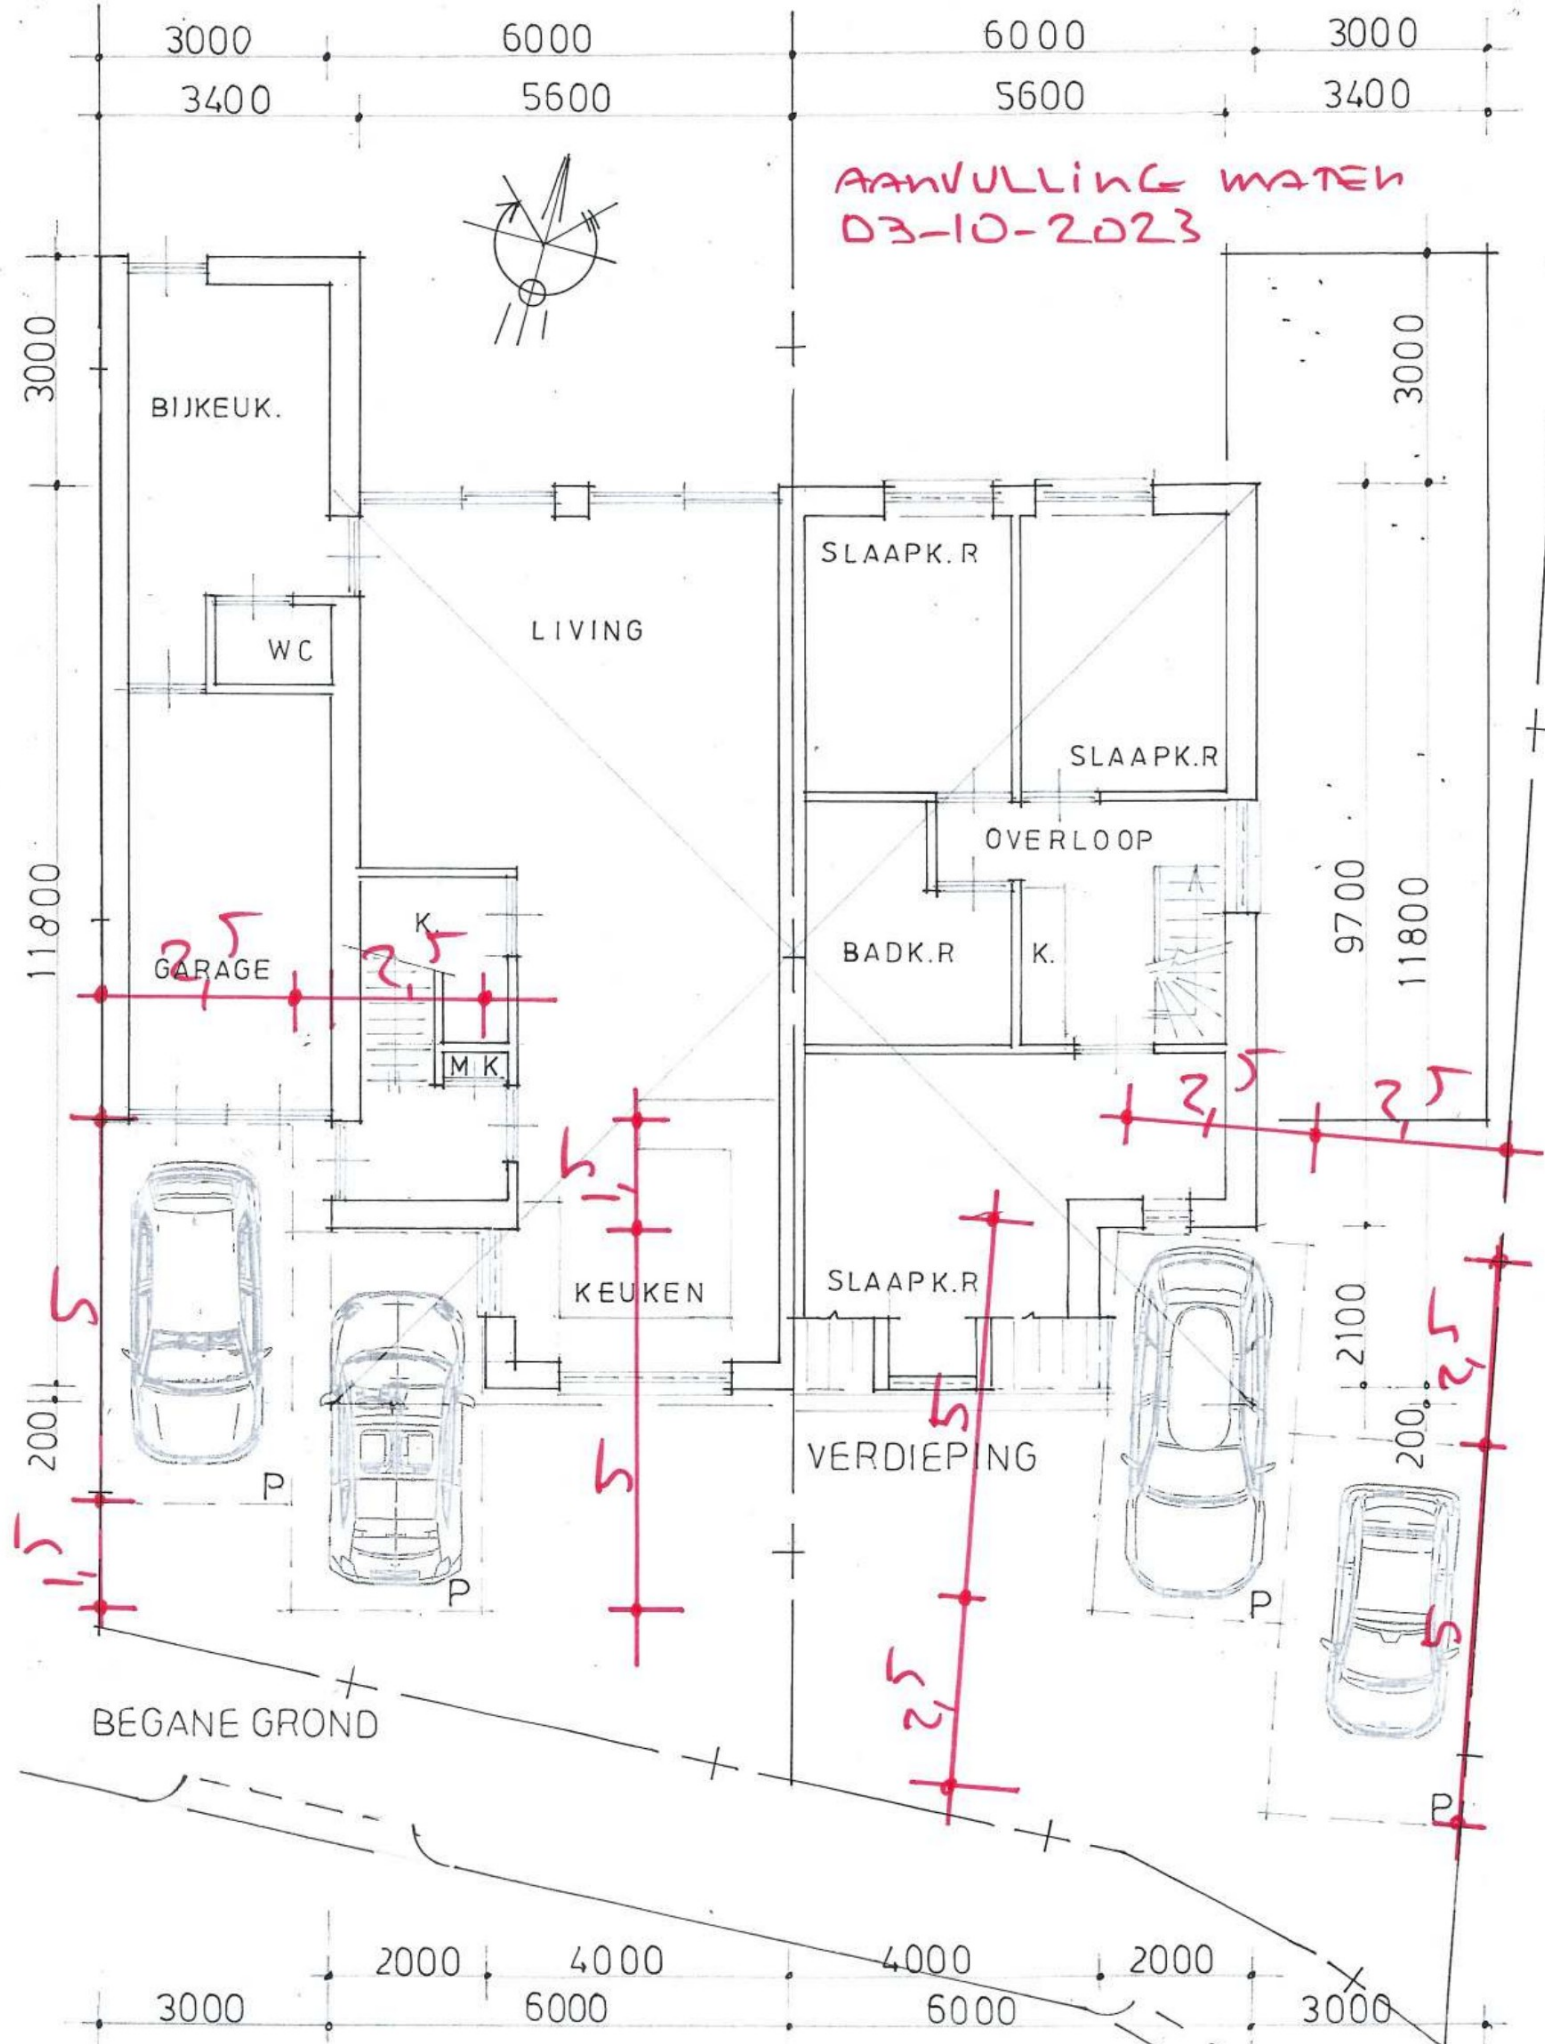 3000 6000 6000 3000
3400 5600 5600 3400
AANVULLING MATEN
03-10-2023
3000
3000
BIJKEUK.
SLAAPK.R
LIVING
WC
SLAAPK.R
OVERLOOP
11800
9700
11800
K.
2,5
2,5
GARAGE
BADK.R
K.
MK
2,5
2,5
1,5
5
KEUKEN
SLAAPK.R
2100
2,5
5
200
200
VERDIEPING
P
5
1,5
P
P
5
2,5
BEGANE GROND
P
2000 4000 4000 2000
3000 6000 6000 3000